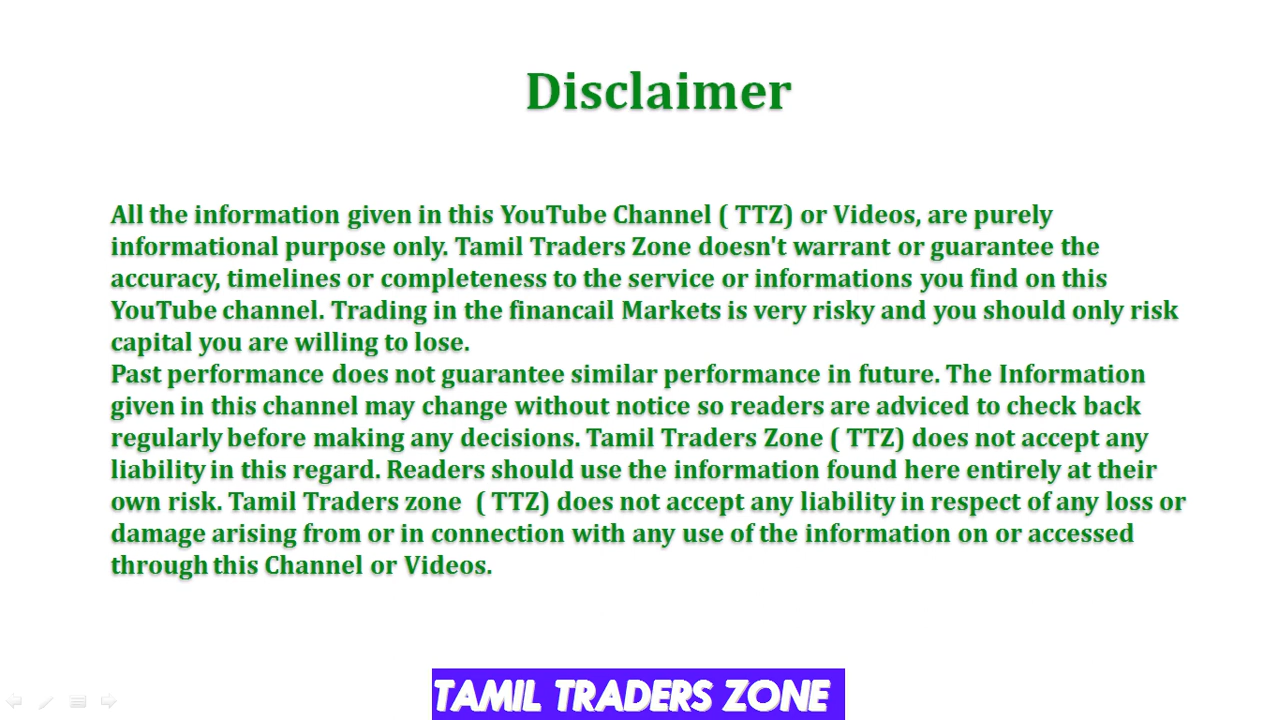 Disclaimer
All the information given in this YouTube Channel ( TTZ) or Videos, are purely
informational purpose only. Tamil Traders Zone doesn't warrant or guarantee the
accuracy, timelines or completeness to the service or informations you find on this
YouTube channel. Trading in the financail Markets is very risky and you should only risk
capital you are willing to lose.
Past performance does not guarantee similar performance in future. The Information
given in this channel may change without notice so readers are adviced to check back
regularly before making any decisions. Tamil Traders Zone ( TTZ) does not accept any
liability in this regard. Readers should use the information found here entirely at their
own risk. Tamil Traders zone  ( TTZ) does not accept any liability in respect of any loss or
damage arising from or in connection with any use of the information on or accessed
through this Channel or Videos.
TAMIL TRADERS ZONE